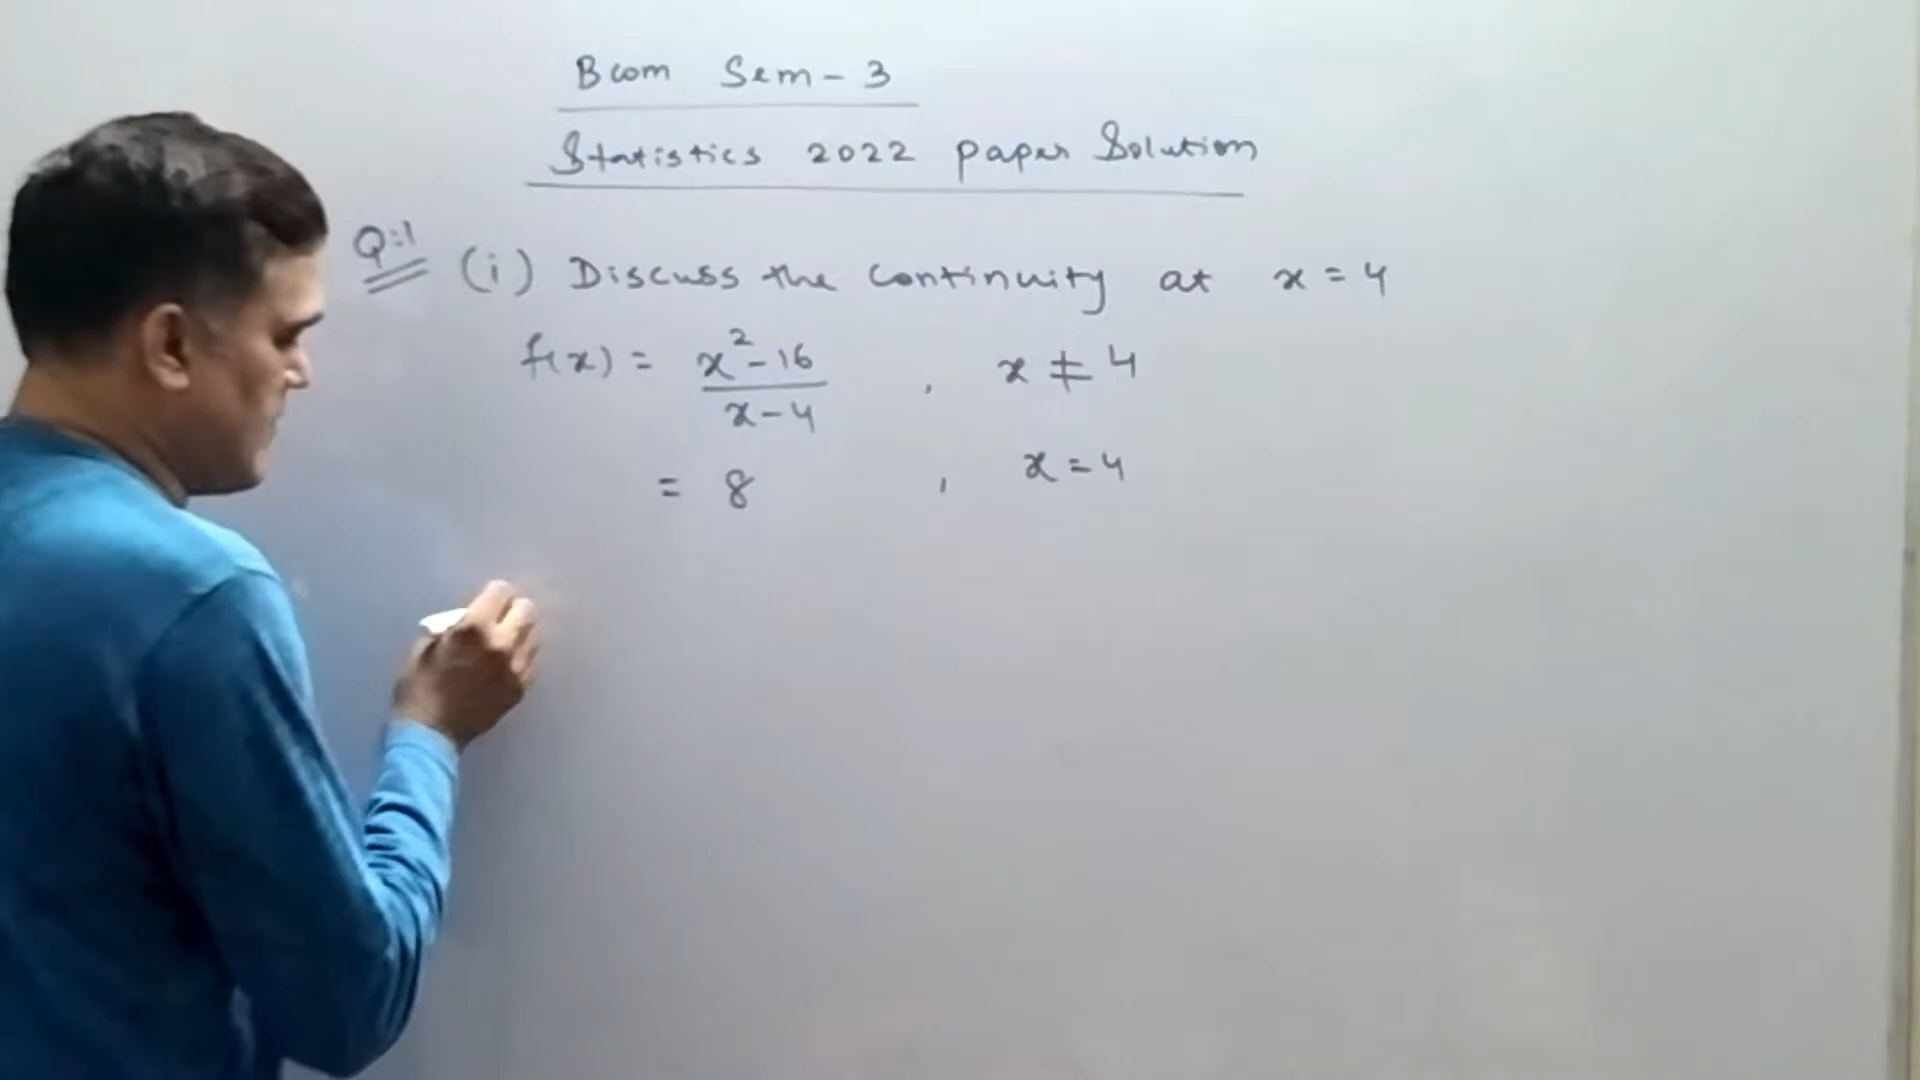 Bcom Sem - 3
Statistics 2022 paper Solution
Q:1 (i) Discuss the continuity at x = 4
f(x) = x² - 16 / x - 4 , x ≠ 4
= 8 , x = 4